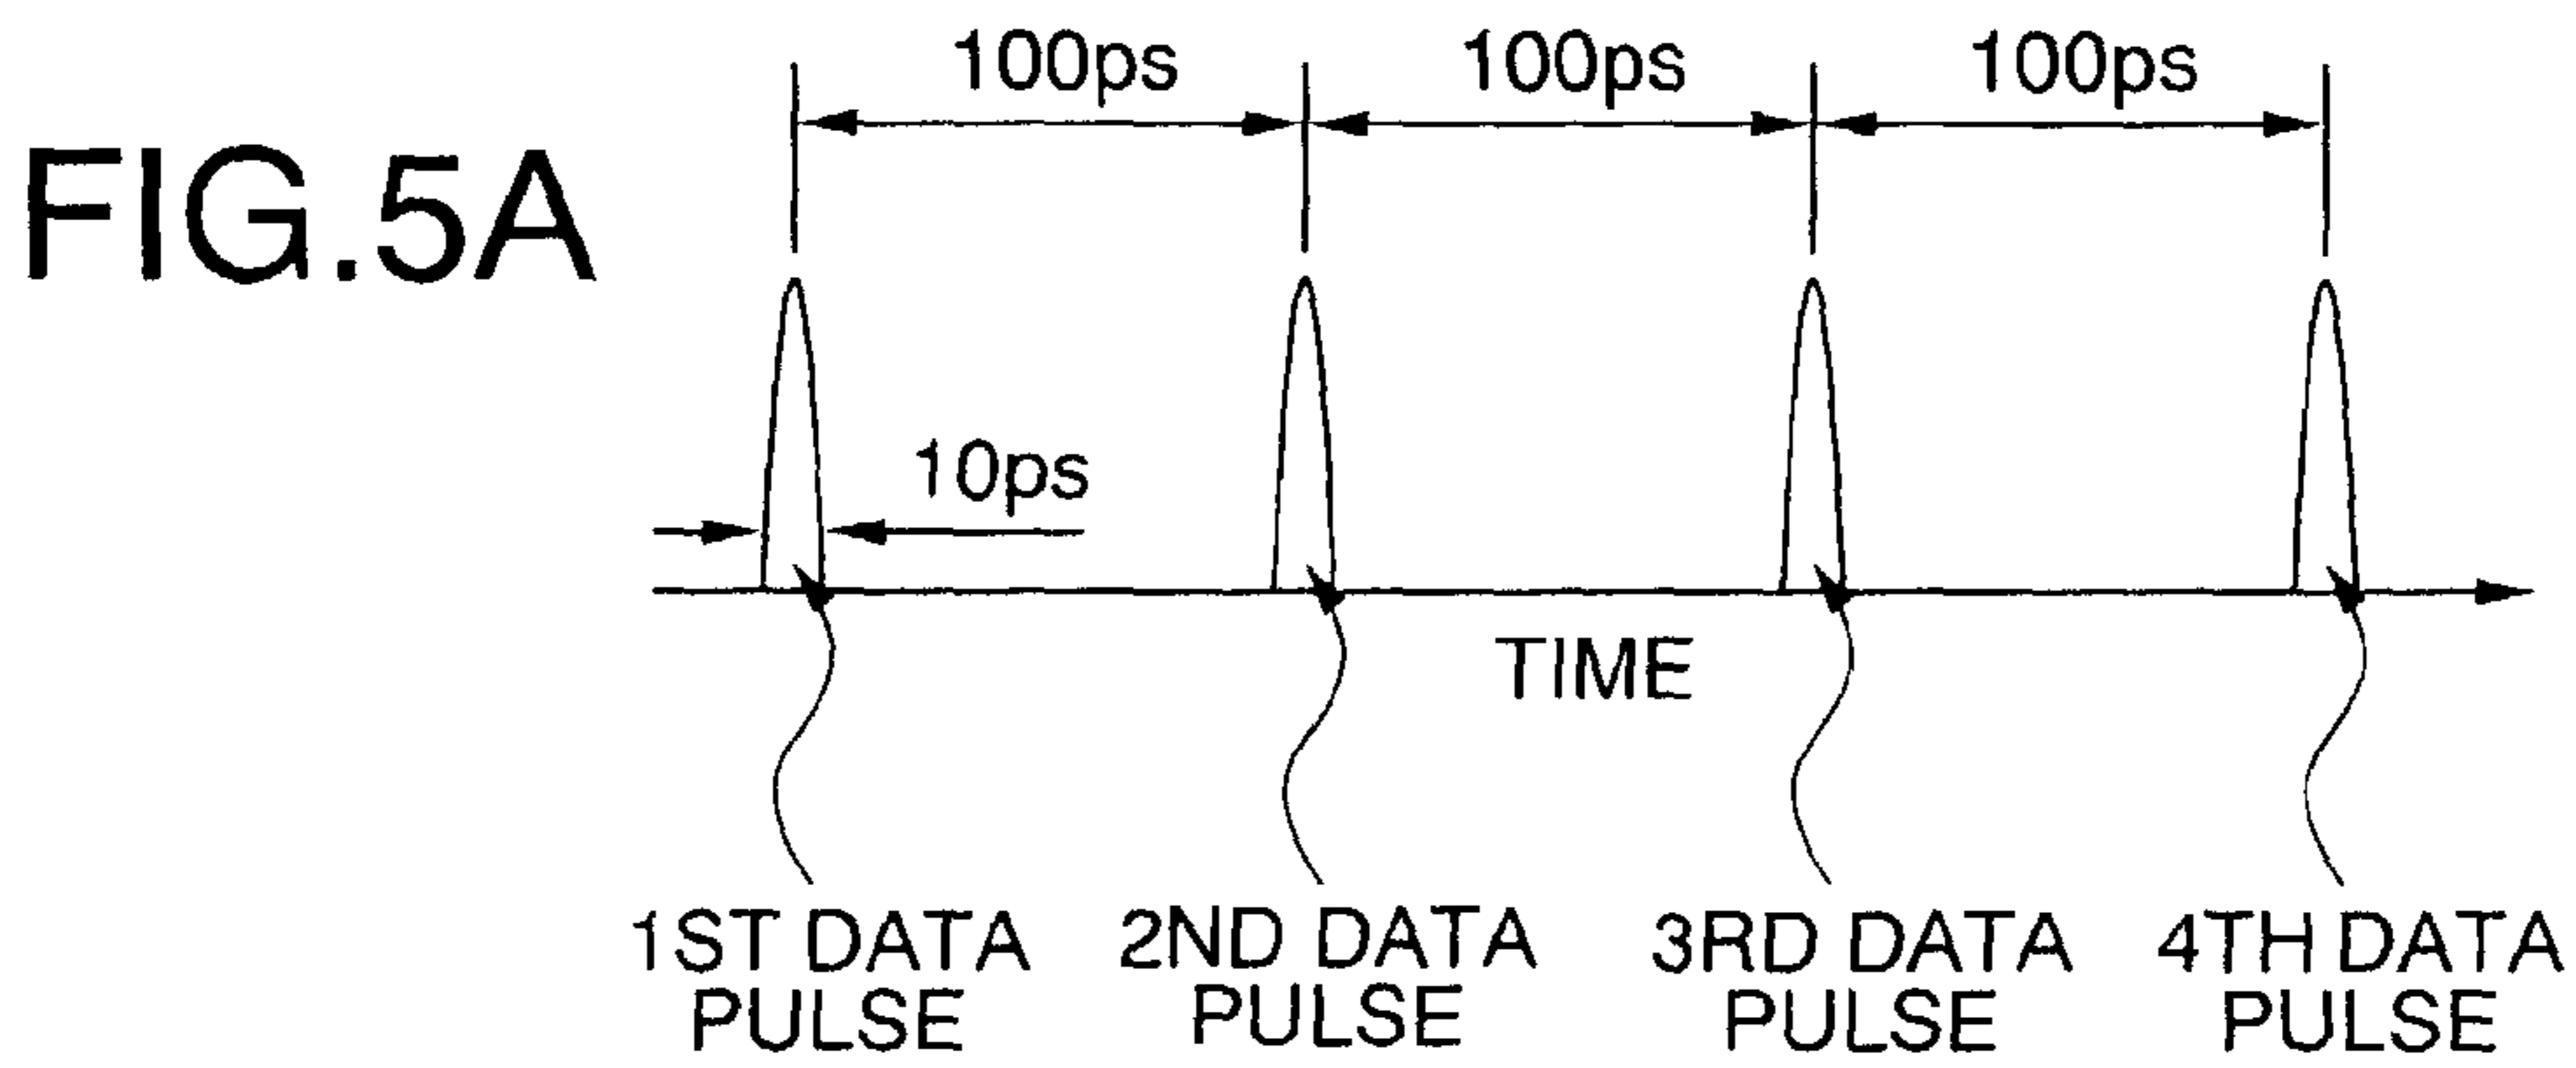 100ps 100ps 100ps
FIG.5A
10ps
TIME
1ST DATA PULSE
2ND DATA PULSE
3RD DATA PULSE
4TH DATA PULSE